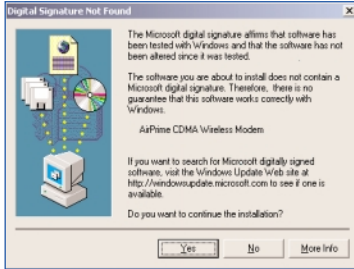 Digital Signature Not Found
The Microsoft digital signature affirms that software has
been tested with Windows and that the software has not
been altered since it was tested.
The software you are about to install does not contain a
Microsoft digital signature. Therefore, there is no
guarantee that this software works correctly with
Windows.
AirPrime CDMA Wireless Modem
If you want to search for Microsoft digitally signed
software, visit the Windows Update Web site at
http://windowsupdate.microsoft.com to see if one is
available.
Do you want to continue the installation?
Yes No More Info